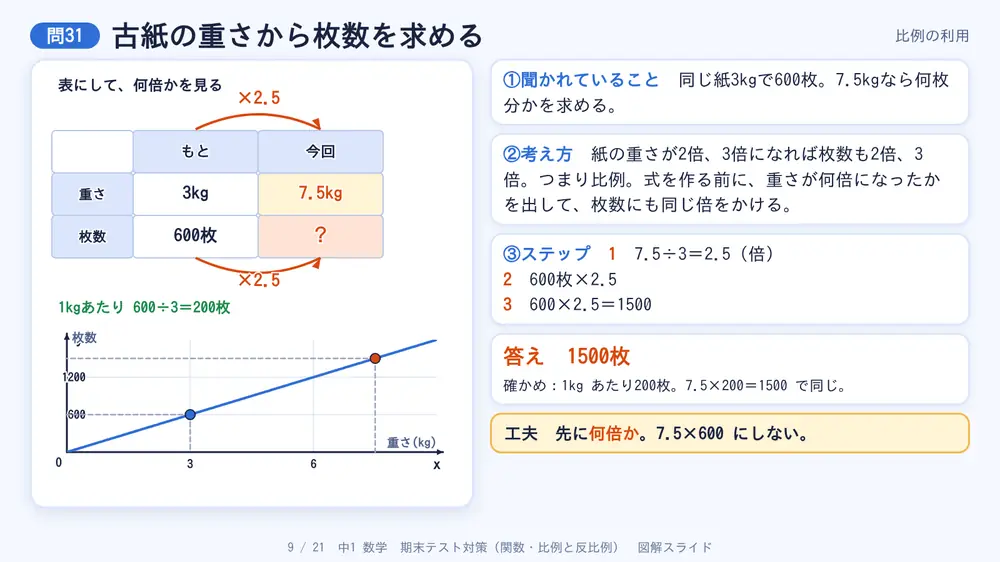 問31 古紙の重さから枚数を求める
比例の利用
表にして、何倍かを見る
×2.5
もと 今回
重さ 3kg 7.5kg
枚数 600枚 ?
×2.5
1kgあたり 600÷3＝200枚
枚数
1200
600
重さ(kg)
0 3 6 x
①聞かれていること 同じ紙3kgで600枚。7.5kgなら何枚
分かを求める。
②考え方 紙の重さが2倍、3倍になれば枚数も2倍、3
倍。つまり比例。式を作る前に、重さが何倍になったか
を出して、枚数にも同じ倍をかける。
③ステップ 1 7.5÷3＝2.5（倍）
2 600枚×2.5
3 600×2.5＝1500
答え 1500枚
確かめ：1kg あたり200枚。7.5×200＝1500 で同じ。
工夫 先に何倍か。7.5×600 にしない。
9 / 21 中1 数学 期末テスト対策（関数・比例と反比例） 図解スライド